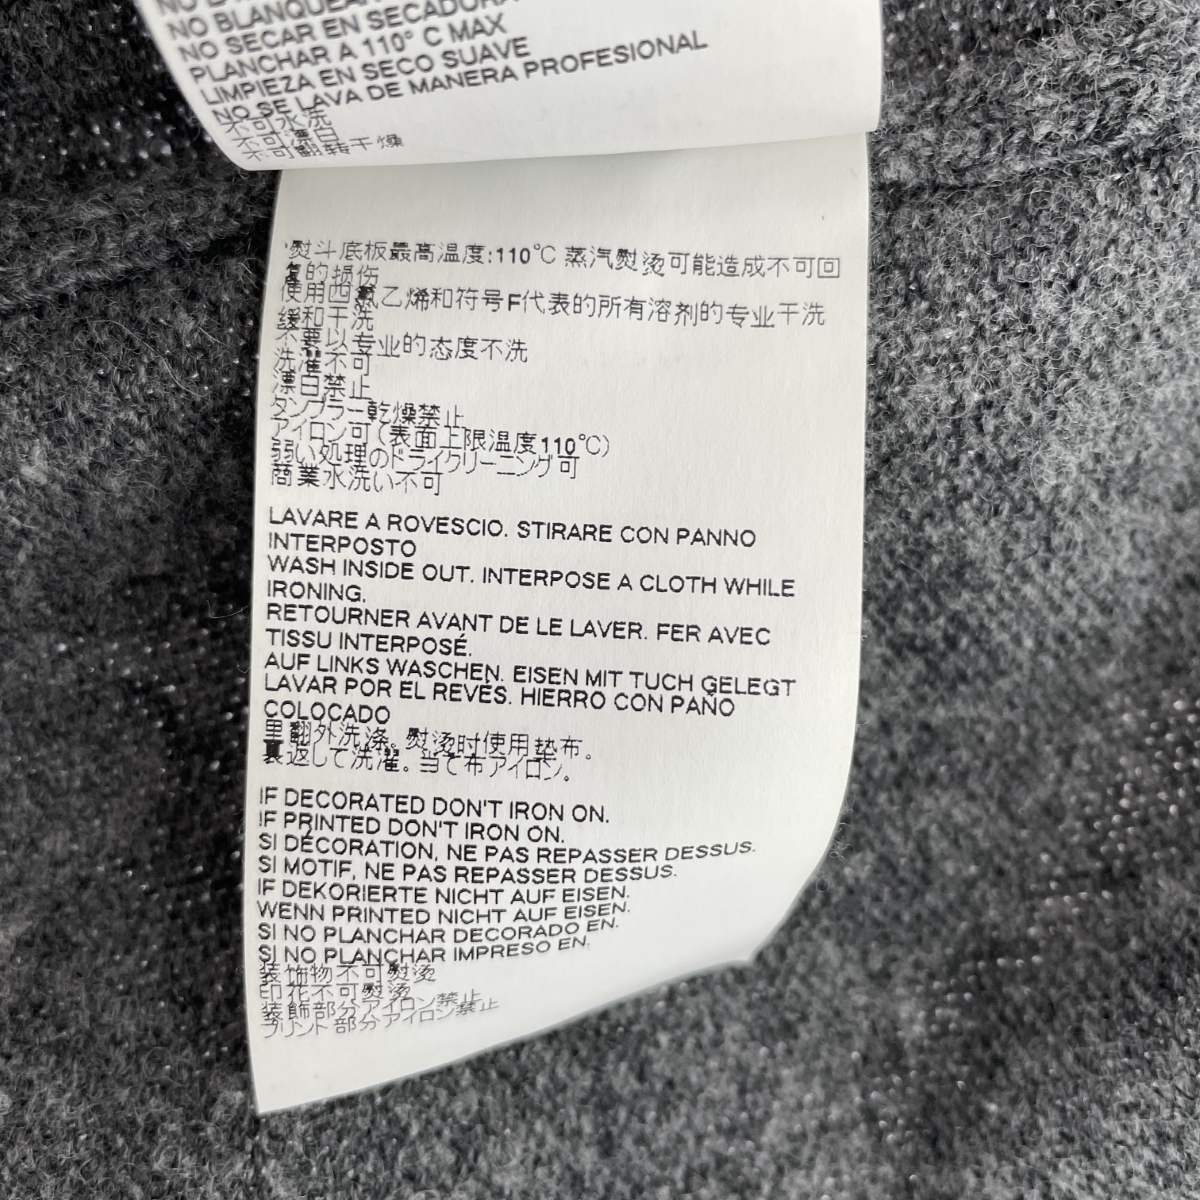 NO BLANQUEAR
NO SECAR EN SECADORA
PLANCHAR A 110° C MAX
LIMPIEZA EN SECO SUAVE
NO SE LAVA DE MANERA PROFESIONAL
不可水洗
不可漂白
不可翻转干燥
熨斗底板最高温度:110℃ 蒸汽熨烫可能造成不可回
复的损伤
使用四氯乙烯和符号F代表的所有溶剂的专业干洗
缓和干洗
不要以专业的态度不洗
洗濯不可
漂白禁止
タンブラー乾燥禁止
アイロン可(表面上限温度110℃)
弱い処理のドライクリーニング可
商業水洗い不可
LAVARE A ROVESCIO. STIRARE CON PANNO
INTERPOSTO
WASH INSIDE OUT. INTERPOSE A CLOTH WHILE
IRONING.
RETOURNER AVANT DE LE LAVER. FER AVEC
TISSU INTERPOSÉ.
AUF LINKS WASCHEN. EISEN MIT TUCH GELEGT
LAVAR POR EL REVÉS. HIERRO CON PAÑO
COLOCADO
里翻外洗涤。熨烫时使用垫布。
裏返して洗濯。当て布アイロン。
IF DECORATED DON'T IRON ON.
IF PRINTED DON'T IRON ON.
SI DÉCORATION, NE PAS REPASSER DESSUS.
SI MOTIF, NE PAS REPASSER DESSUS.
IF DEKORIERTE NICHT AUF EISEN.
WENN PRINTED NICHT AUF EISEN.
SI NO PLANCHAR DECORADO EN.
SI NO PLANCHAR IMPRESO EN.
装饰物不可熨烫
印花不可熨烫
装飾部分アイロン禁止
プリント部分アイロン禁止